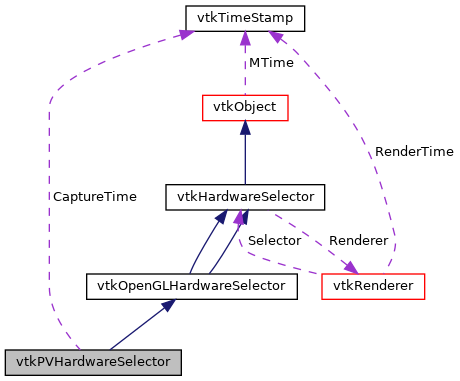 vtkTimeStamp
MTime
vtkObject
RenderTime
CaptureTime
vtkHardwareSelector
Selector
Renderer
vtkOpenGLHardwareSelector
vtkRenderer
vtkPVHardwareSelector